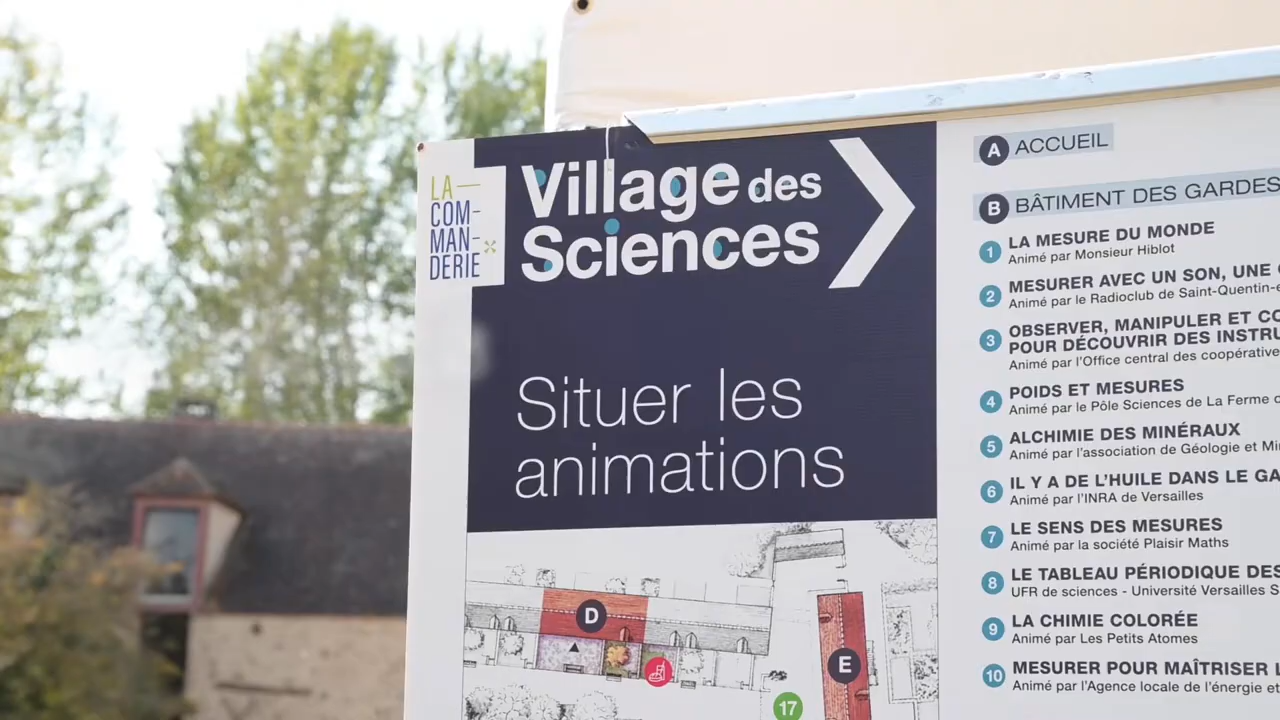 LA
COM-
MAN-
DERIE
Village des
Sciences
Situer les
animations
D
E
17
A ACCUEIL
B BÂTIMENT DES GARDES
1 LA MESURE DU MONDE
Animé par Monsieur Hiblot
2 MESURER AVEC UN SON, UNE
Animé par le Radioclub de Saint-Quentin-e
3 OBSERVER, MANIPULER ET CO
POUR DÉCOUVRIR DES INSTRU
Animé par l'Office central des coopérative
4 POIDS ET MESURES
Animé par le Pôle Sciences de La Ferme d
5 ALCHIMIE DES MINÉRAUX
Animé par l'association de Géologie et Mi
6 IL Y A DE L'HUILE DANS LE GA
Animé par l'INRA de Versailles
7 LE SENS DES MESURES
Animé par la société Plaisir Maths
8 LE TABLEAU PÉRIODIQUE DES
UFR de sciences - Université Versailles S
9 LA CHIMIE COLORÉE
Animé par Les Petits Atomes
10 MESURER POUR MAÎTRISER
Animé par l'Agence locale de l'énergie et